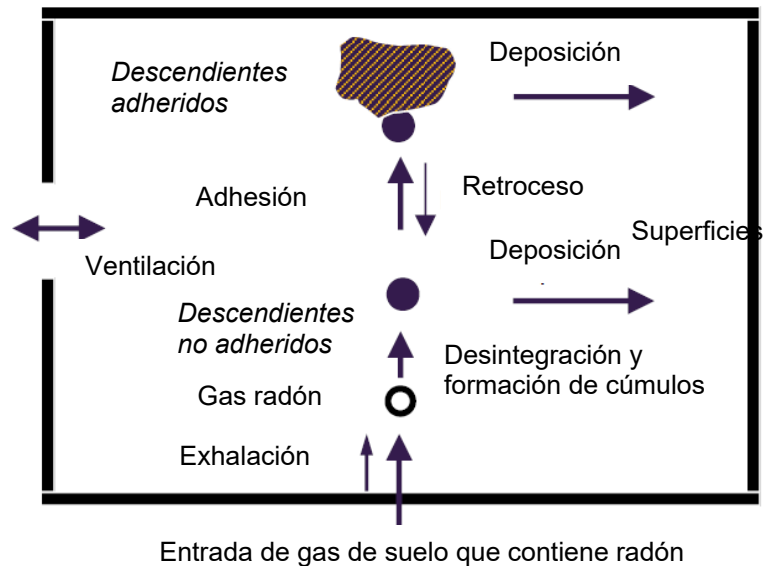 Descendientes
adheridos
Deposición
Adhesión
Retroceso
Superficies
Deposición
Ventilación
Descendientes
no adheridos
Desintegración y
formación de cúmulos
Gas radón
Exhalación
Entrada de gas de suelo que contiene radón